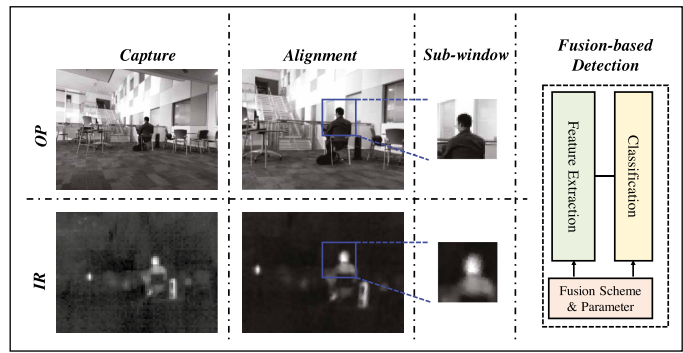 Capture
Alignment
Sub-window
Fusion-based
Detection
OP
IR
Feature Extraction
Classification
Fusion Scheme
& Parameter